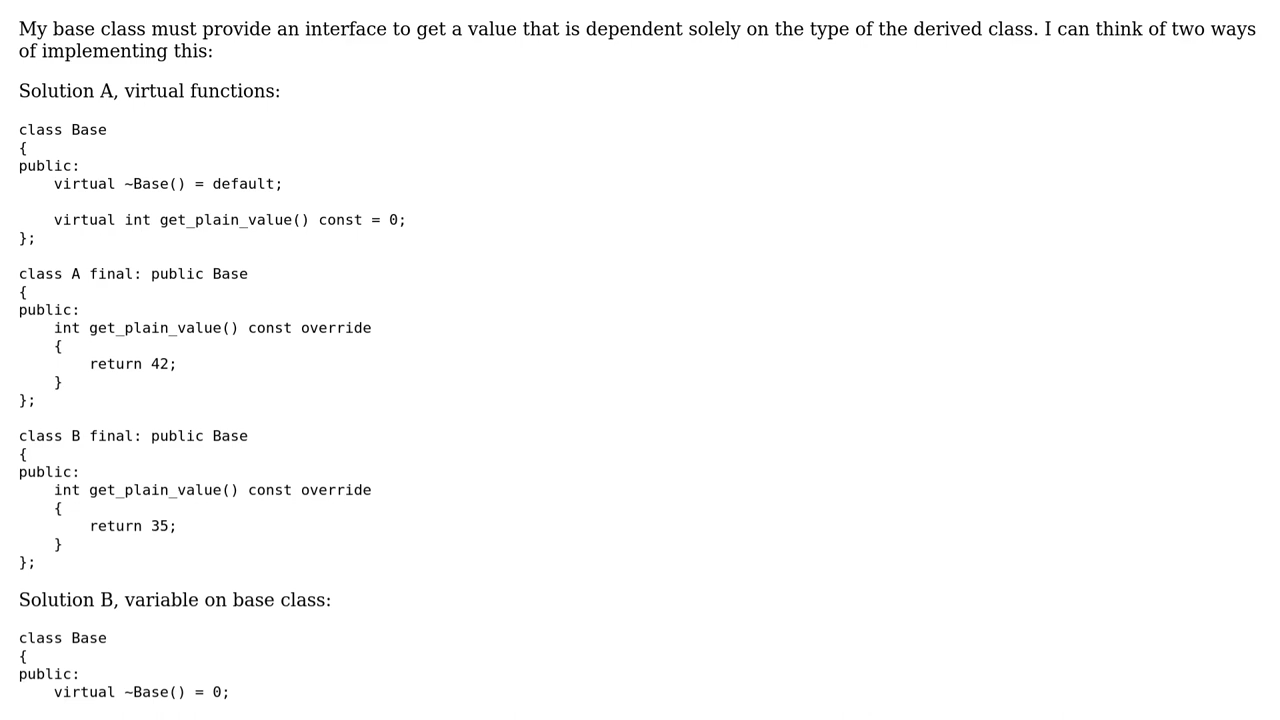 My base class must provide an interface to get a value that is dependent solely on the type of the derived class. I can think of two ways
of implementing this:
Solution A, virtual functions:
class Base
{
public:
    virtual ~Base() = default;
    virtual int get_plain_value() const = 0;
};
class A final: public Base
{
public:
    int get_plain_value() const override
    {
        return 42;
    }
};
class B final: public Base
{
public:
    int get_plain_value() const override
    {
        return 35;
    }
};
Solution B, variable on base class:
class Base
{
public:
    virtual ~Base() = 0;